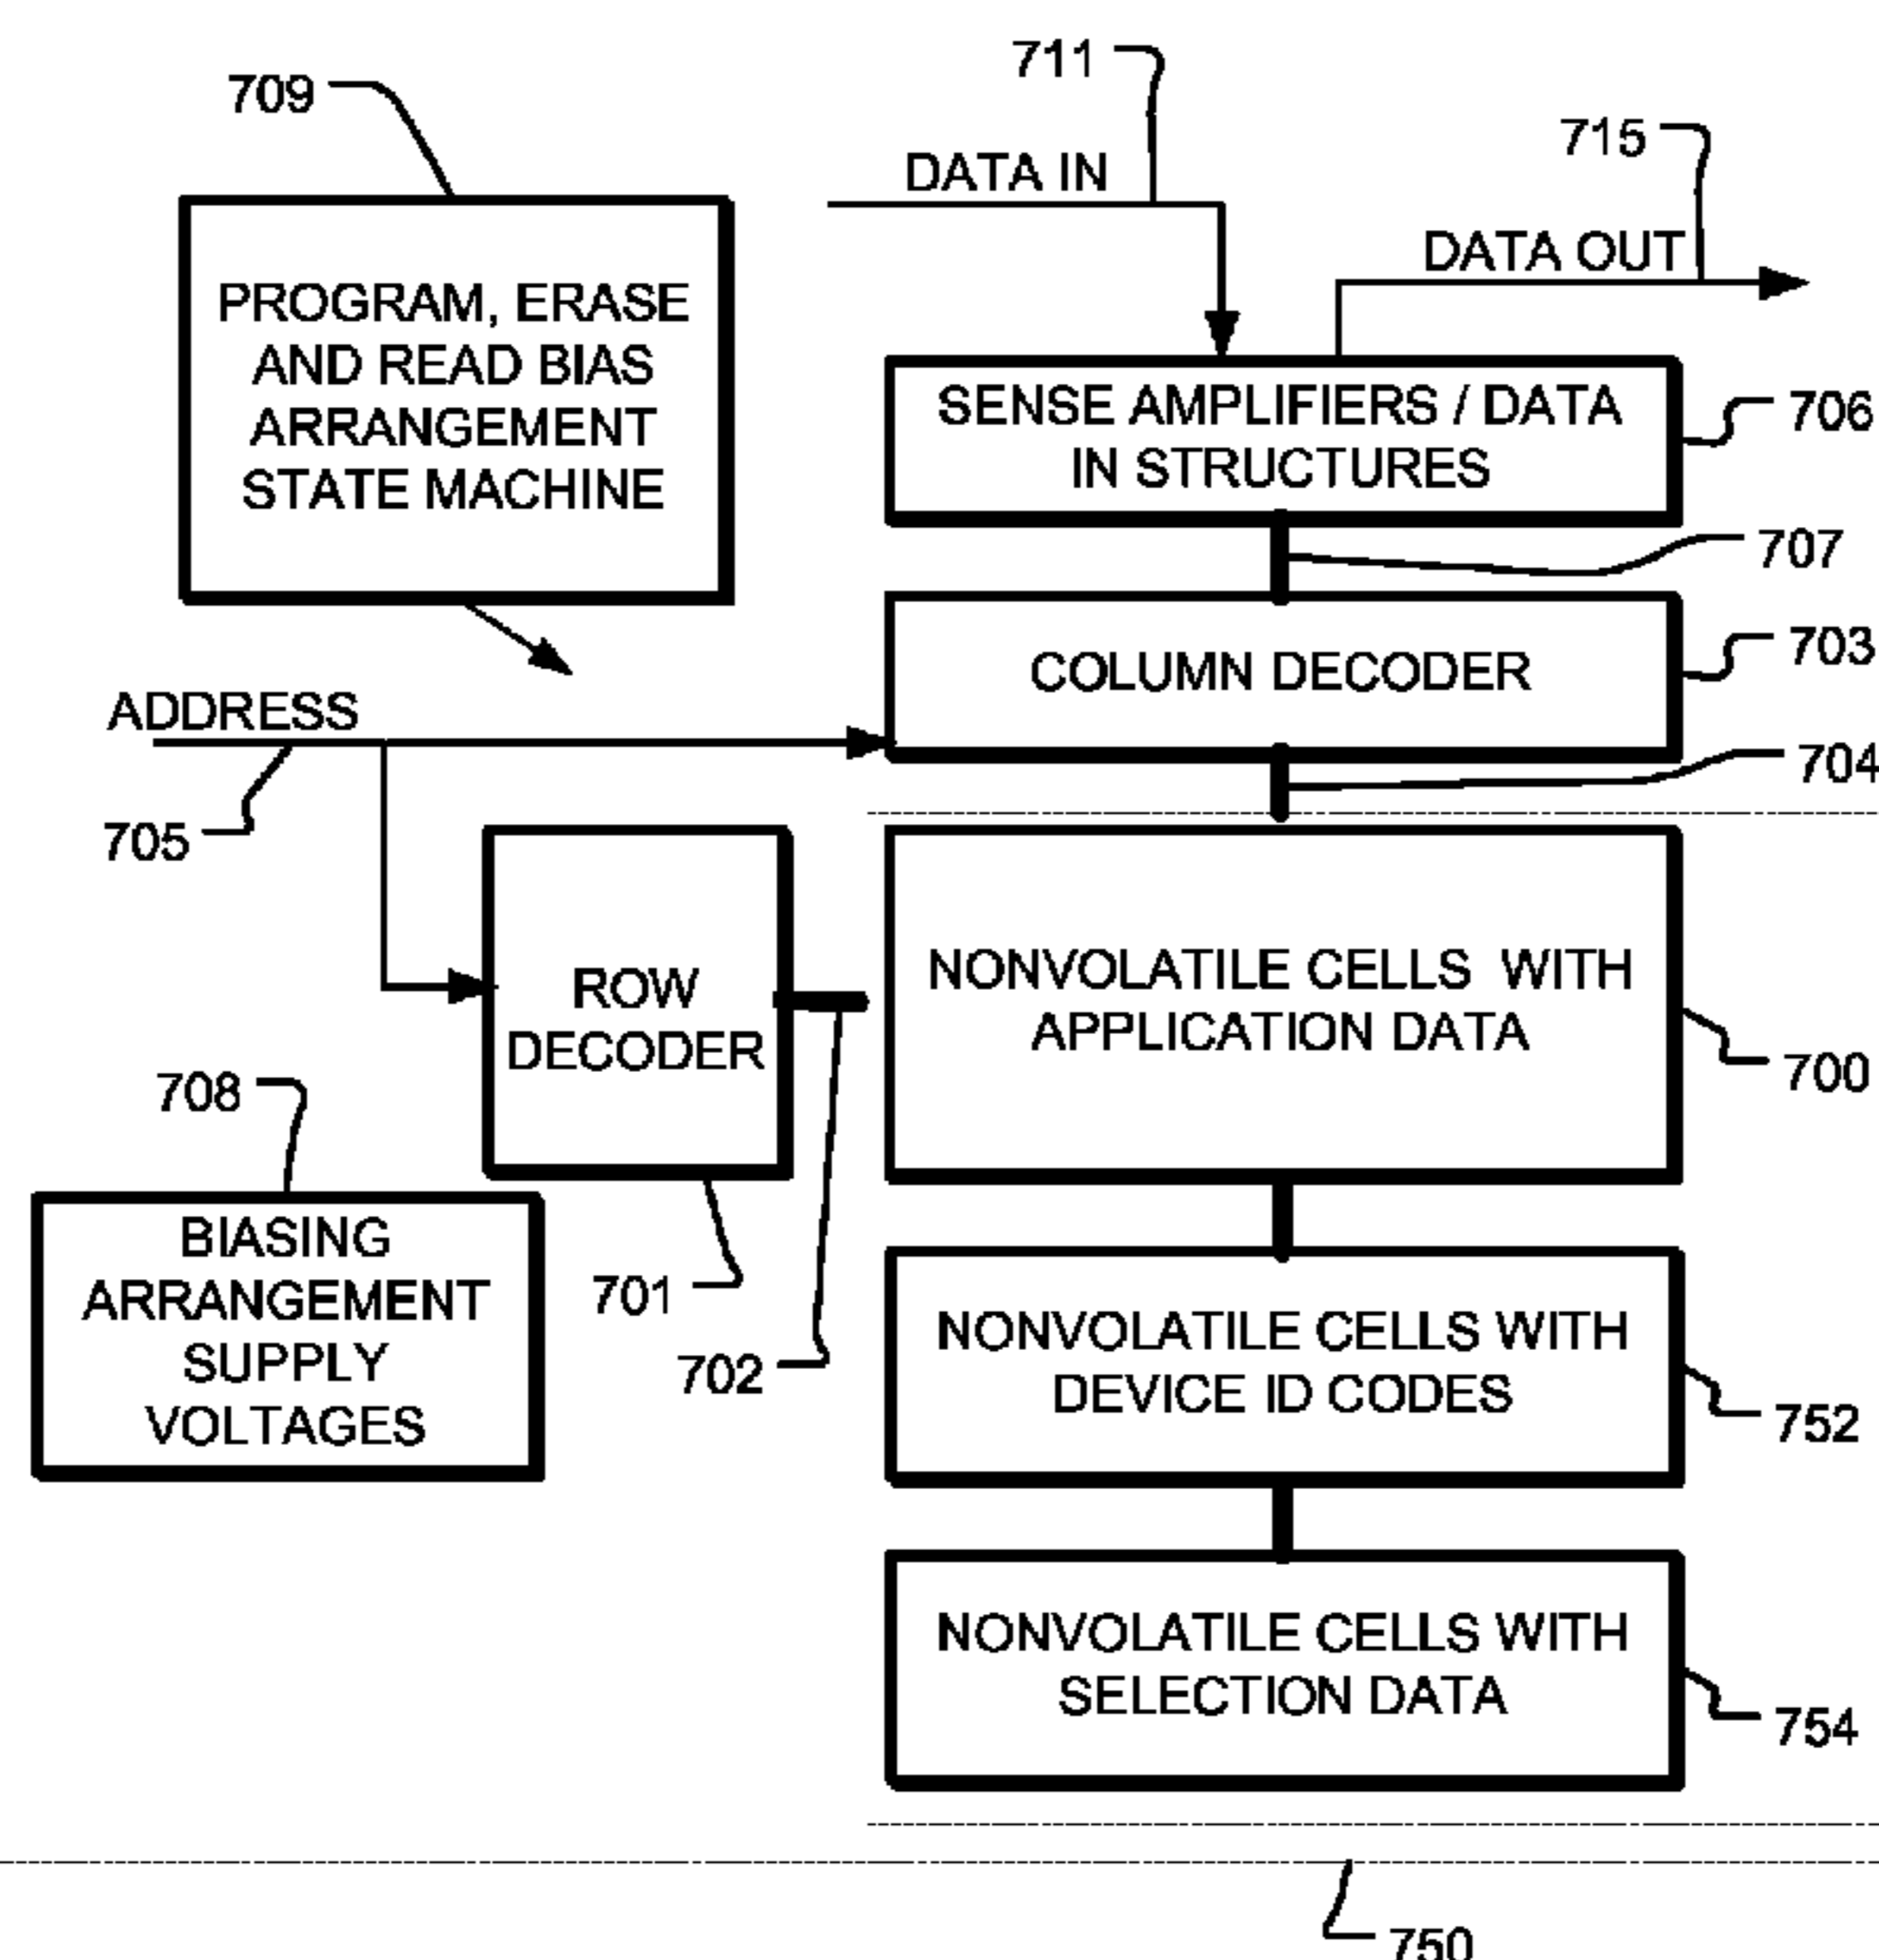 711
709
715
DATA IN
DATA OUT
PROGRAM, ERASE
AND READ BIAS
ARRANGEMENT
STATE MACHINE
SENSE AMPLIFIERS / DATA
IN STRUCTURES
706
707
COLUMN DECODER
703
ADDRESS
704
705
ROW
DECODER
NONVOLATILE CELLS WITH
APPLICATION DATA
700
708
BIASING
ARRANGEMENT
SUPPLY
VOLTAGES
701
702
NONVOLATILE CELLS WITH
DEVICE ID CODES
752
NONVOLATILE CELLS WITH
SELECTION DATA
754
750